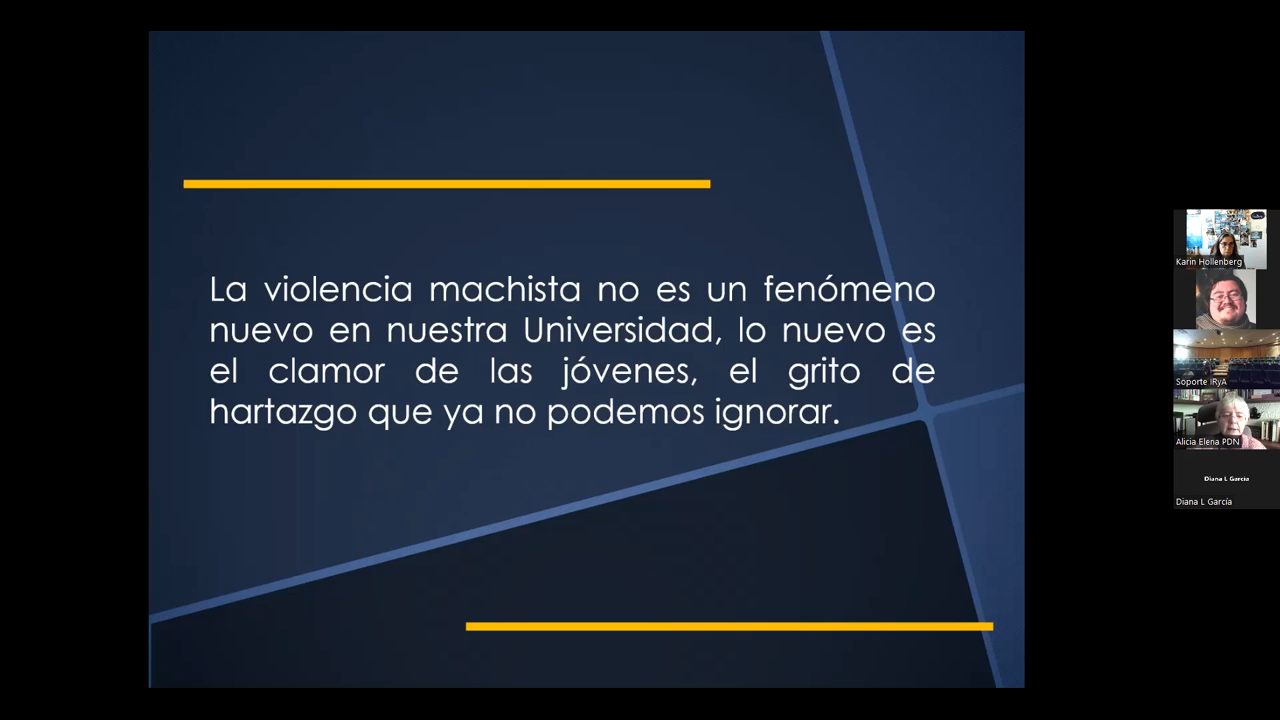 La violencia machista no es un fenómeno
nuevo en nuestra Universidad, lo nuevo es
el clamor de las jóvenes, el grito de
hartazgo que ya no podemos ignorar.
Karin Hollenberg
Soporte IRyA
Alicia Elena PDN
Diana L García
Diana L García